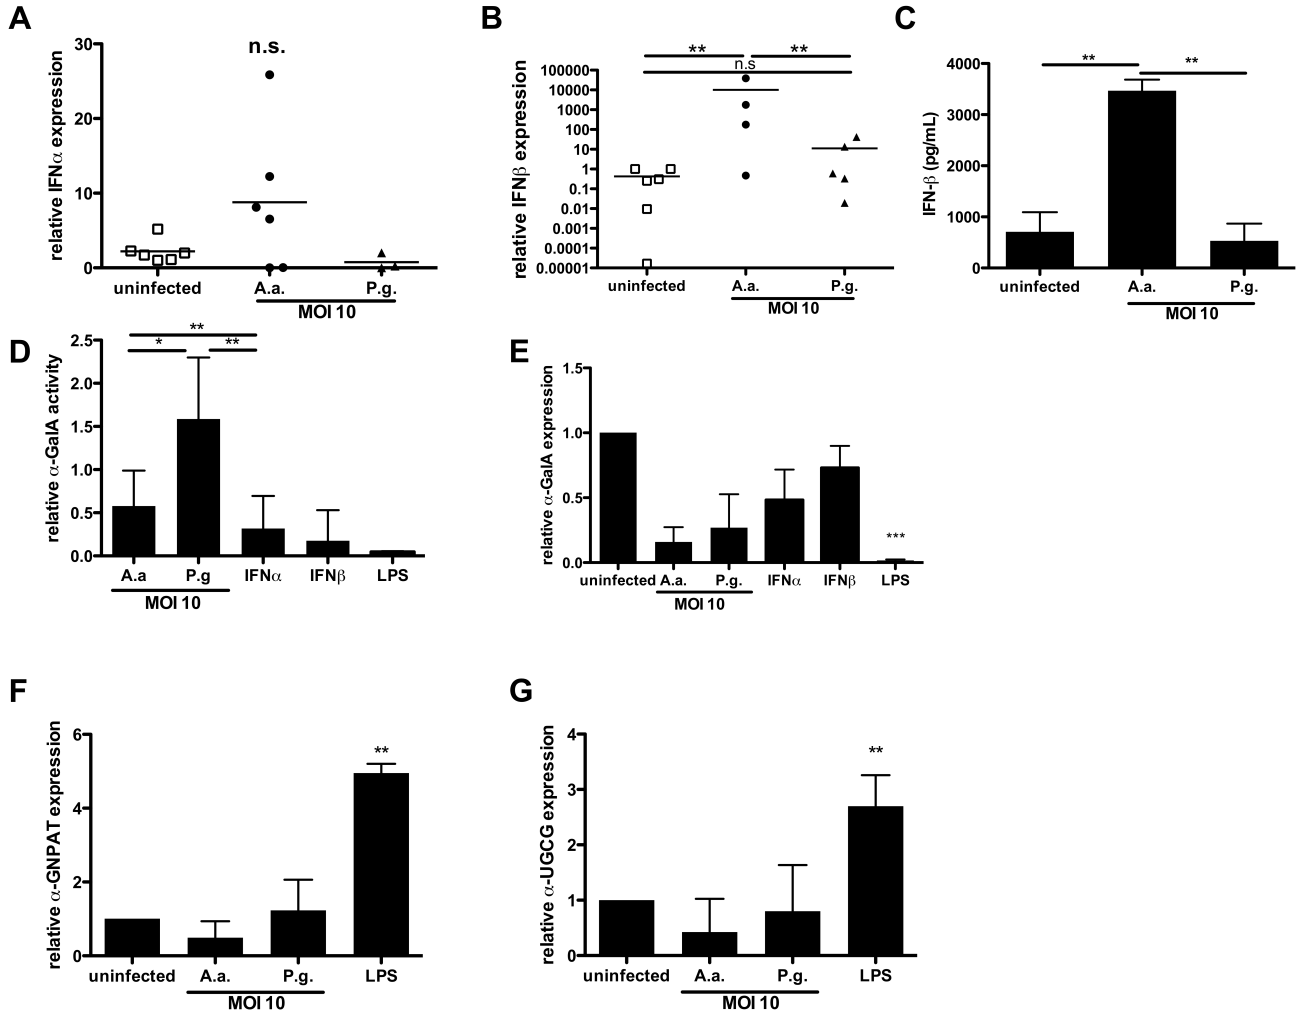 A
relative IFNα expression
30
20
10
0
n.s.
uninfected
A.a.
P.g.
MOI 10
B
relative IFNβ expression
100000
10000
1000
100
10
1
0.1
0.01
0.001
0.0001
0.00001
**
**
n.s
uninfected
A.a.
P.g.
MOI 10
C
IFN-β (pg/mL)
4000
3000
2000
1000
0
**
**
uninfected
A.a.
P.g.
MOI 10
D
relative α-GalA activity
2.5
2.0
1.5
1.0
0.5
0.0
**
*
**
A.a
P.g
IFNα
IFNβ
LPS
MOI 10
E
relative α-GalA expression
1.5
1.0
0.5
0.0
***
uninfected
A.a.
P.g.
IFNα
IFNβ
LPS
MOI 10
F
relative α-GNPAT expression
6
4
2
0
**
uninfected
A.a.
P.g.
LPS
MOI 10
G
relative α-UGCG expression
4
3
2
1
0
**
uninfected
A.a.
P.g.
LPS
MOI 10